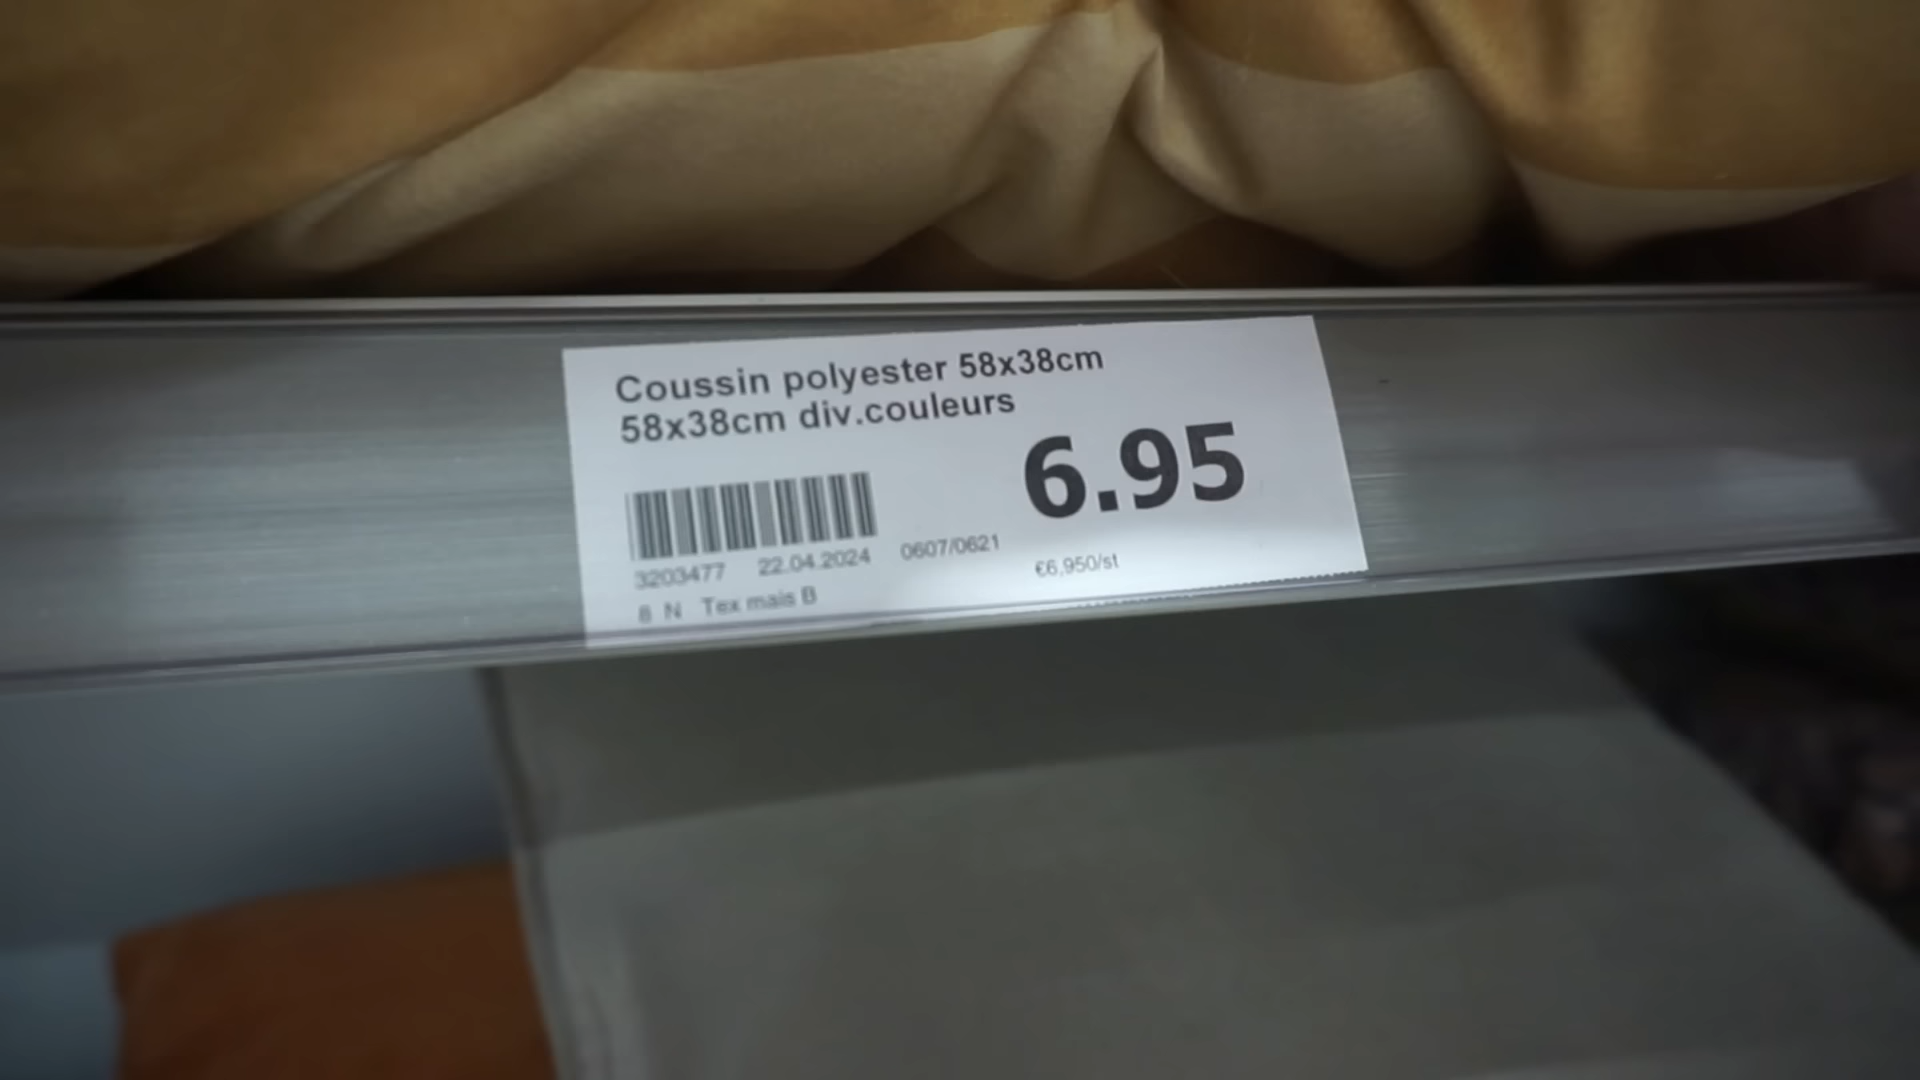 Coussin polyester 58x38cm
58x38cm div.couleurs
6.95
3203477 22.04.2024 0607/0621
€6,950/st
8 N Tex mais B